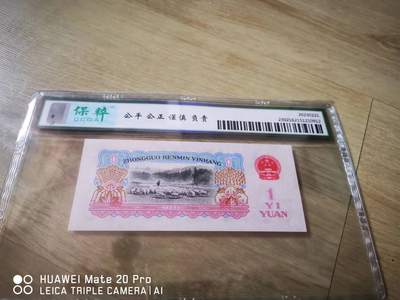 保粹
公平 公正 谨慎 负责
ZHONGGUO RENMIN YINHANG
1
YI
YUAN
HUAWEI Mate 20 Pro
LEICA TRIPLE CAMERA | AI